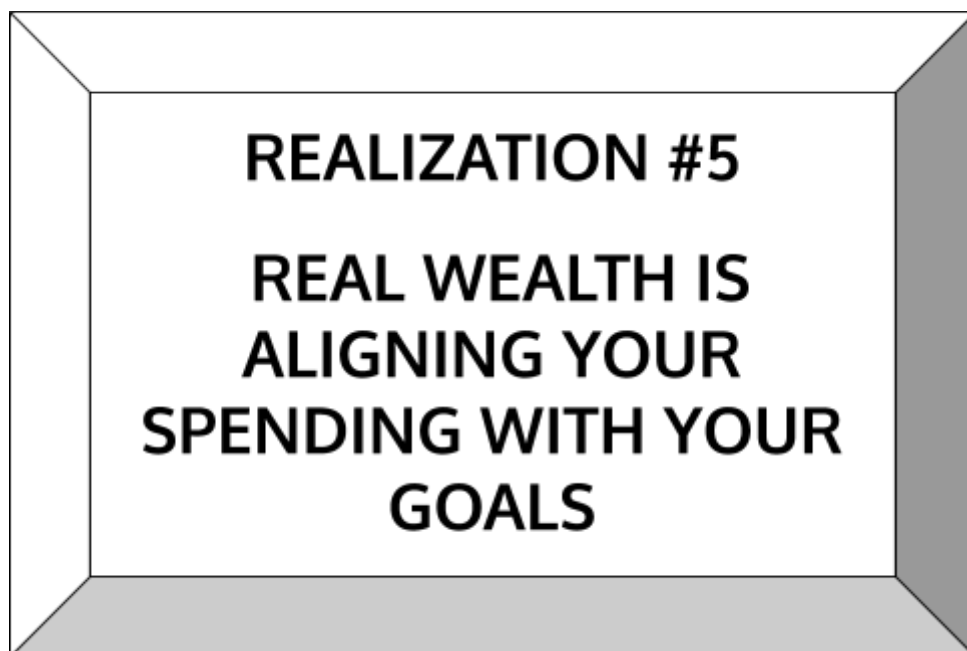 REALIZATION #5
REAL WEALTH IS
ALIGNING YOUR
SPENDING WITH YOUR
GOALS